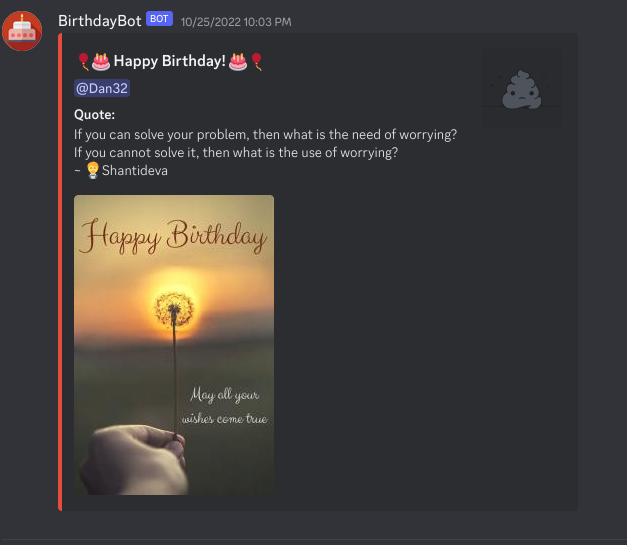 BirthdayBot BOT 10/25/2022 10:03 PM
🎈🎂Happy Birthday!🎂🎈
@Dan32
Quote:
If you can solve your problem, then what is the need of worrying?
If you cannot solve it, then what is the use of worrying?
~ Shantideva
Happy Birthday
May all your
wishes come true